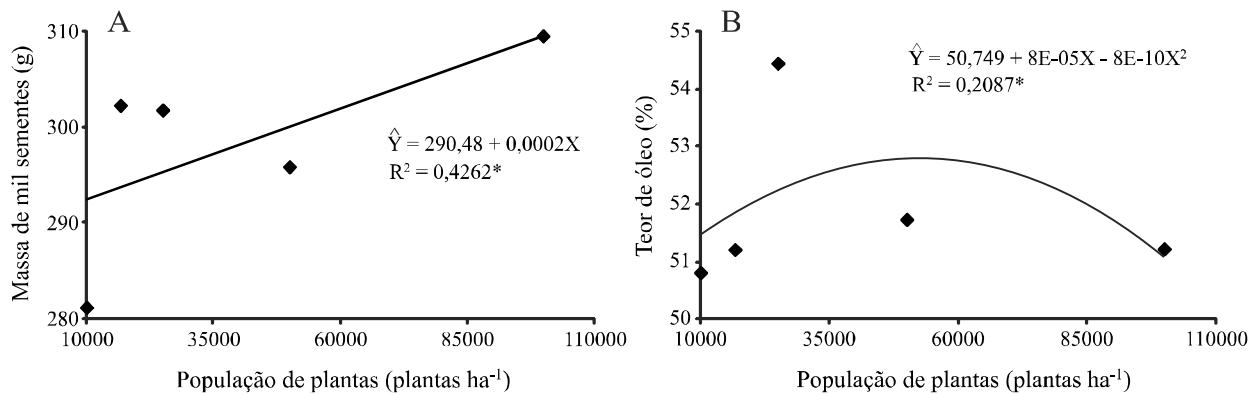 A
310
300
290
280
Massa de mil sementes (g)
Ŷ = 290,48 + 0,0002X
R² = 0,4262*
10000 35000 60000 85000 110000
População de plantas (plantas ha⁻¹)
B
55
54
53
52
51
50
Teor de óleo (%)
Ŷ = 50,749 + 8E-05X - 8E-10X²
R² = 0,2087*
10000 35000 60000 85000 110000
População de plantas (plantas ha⁻¹)